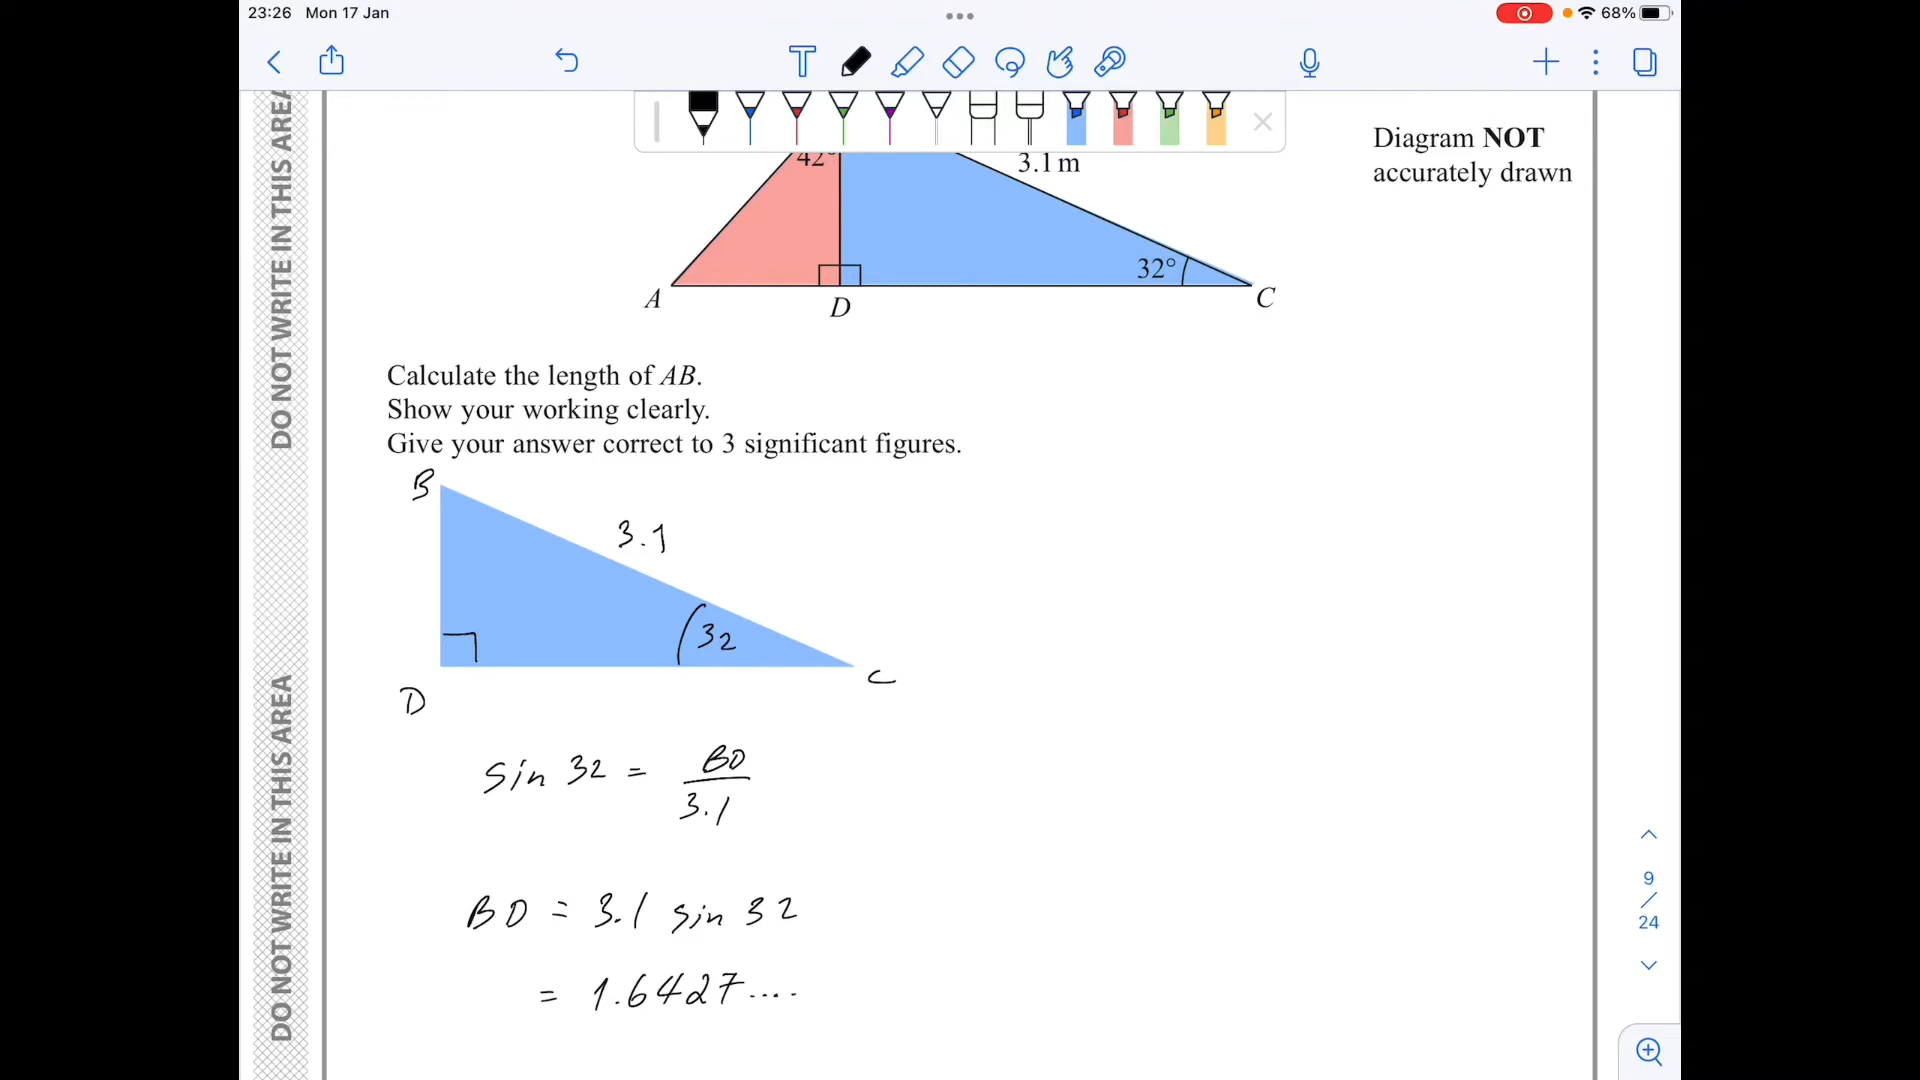 23:26 Mon 17 Jan
68%
DO NOT WRITE IN THIS AREA
DO NOT WRITE IN THIS AREA
Diagram NOT
accurately drawn
42°
3.1 m
32°
A
D
C
Calculate the length of AB.
Show your working clearly.
Give your answer correct to 3 significant figures.
B
3.1
32
D
C
sin 32 = BD
3.1
BD = 3.1 sin 32
= 1.6427....
9
/
24